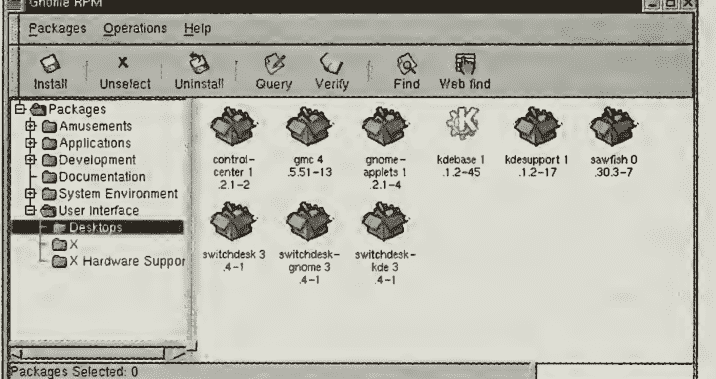 Gnome RPM
Packages Operations Help
Install Unselect Uninstall Query Verify Find Web find
Packages
Amusements
Applications
Development
Documentation
System Environment
User Interface
Desktops
X
X Hardware Suppor
control-
center 1
.2.1-2
gmc 4
.5.51-13
gnome-
applets 1
.2.1-4
kdebase 1
.1.2-45
kdesupport 1
.1.2-17
sawfish 0
.30.3-7
switchdesk 3
.4-1
switchdesk-
gnome 3
.4-1
switchdesk-
kde 3
.4-1
Packages Selected: 0